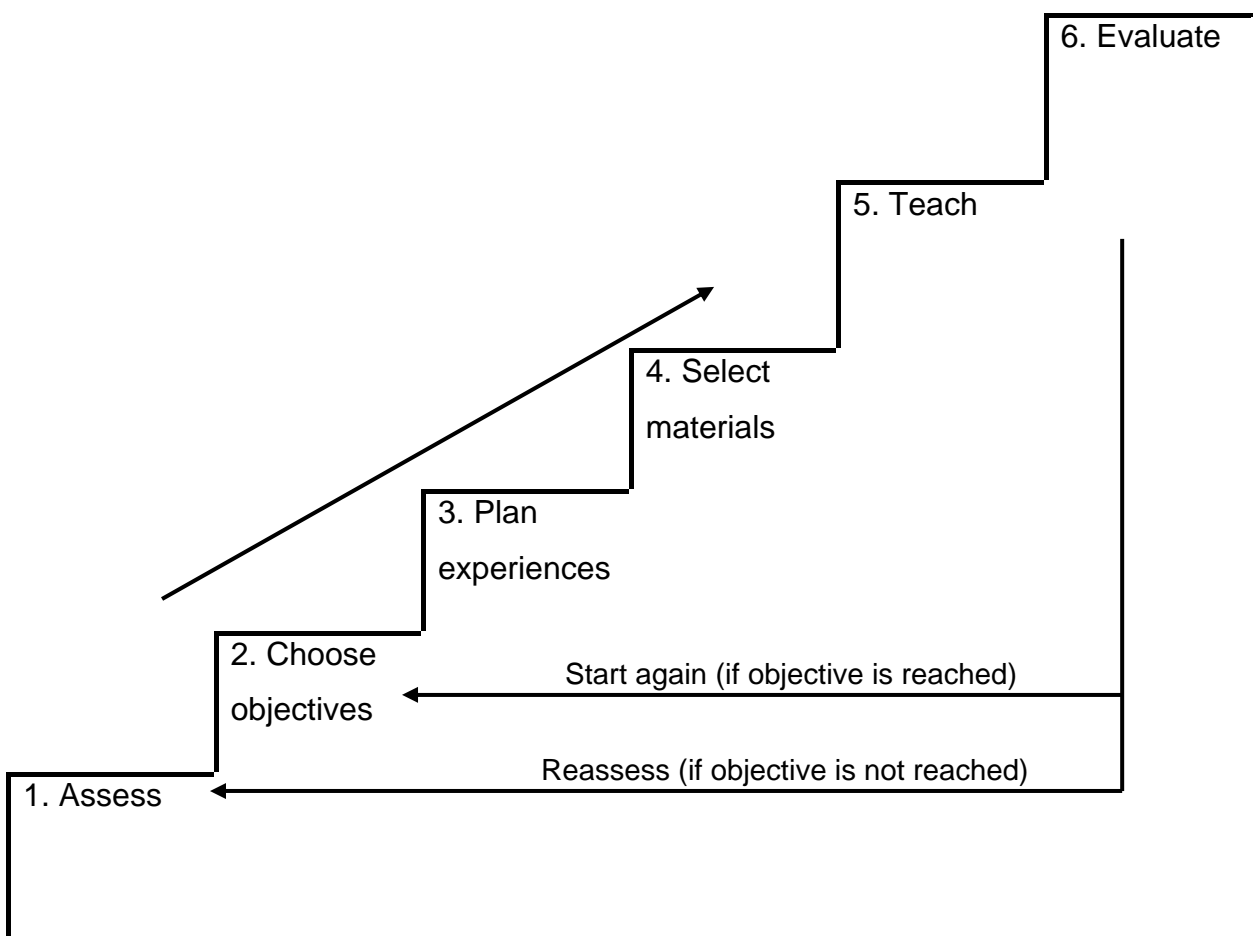 6. Evaluate
5. Teach
4. Select
materials
3. Plan
experiences
2. Choose
objectives
Start again (if objective is reached)
Reassess (if objective is not reached)
1. Assess